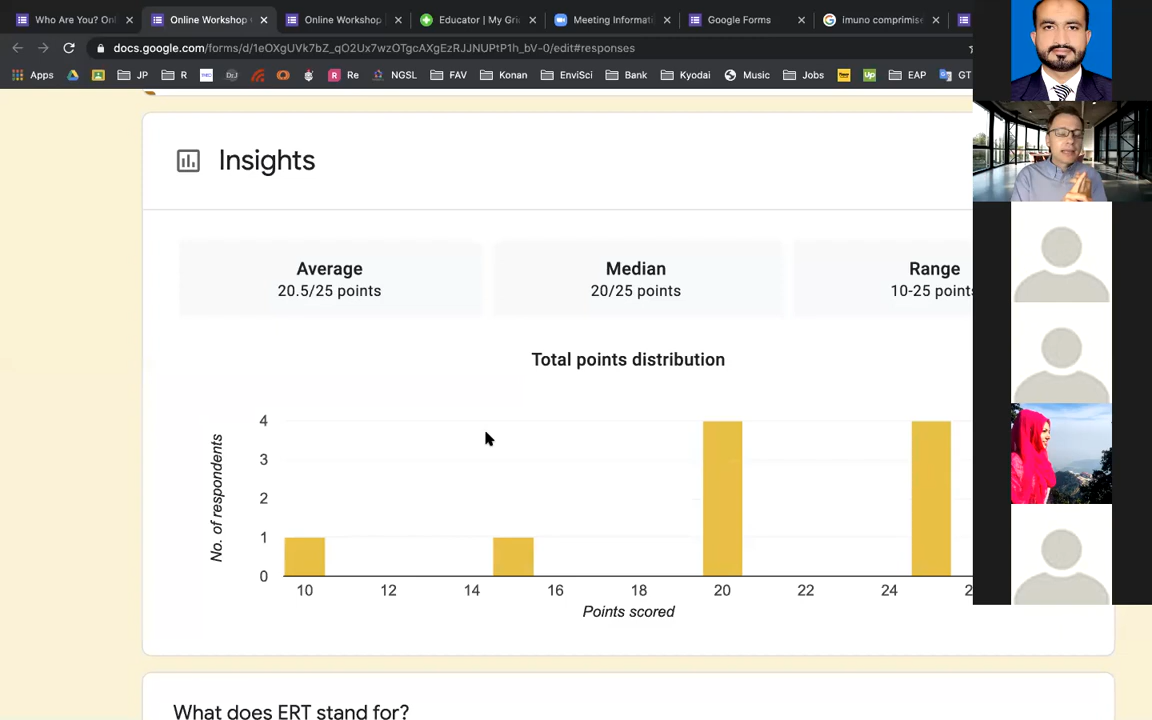 Who Are You? Onl
Online Workshop
Online Workshop
Educator | My Gri
Meeting Informati
Google Forms
imuno comprimise
docs.google.com/forms/d/1eOXgUVk7bZ_qO2Ux7wzOTgcAXgEzRJJNUPtP1h_bV-0/edit#responses
Apps JP R Re NGSL FAV Konan EnviSci Bank Kyodai Music Jobs Up EAP GT
Insights
Average
20.5/25 points
Median
20/25 points
Range
10-25 points
Total points distribution
No. of respondents
4
3
2
1
0
10 12 14 16 18 20 22 24 2
Points scored
What does ERT stand for?